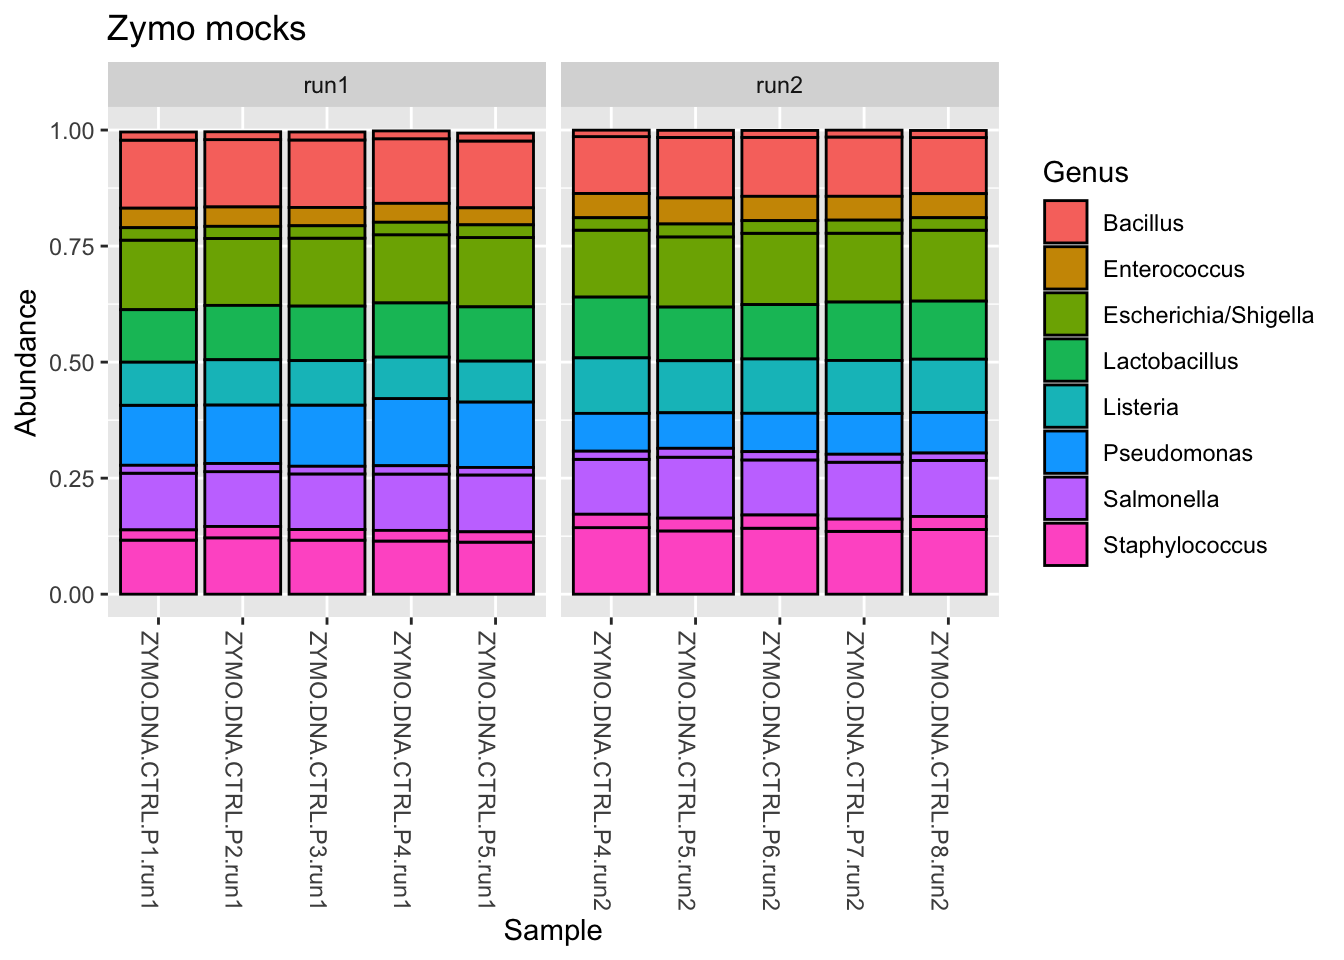 Zymo mocks
run1
run2
1.00
0.75
0.50
0.25
0.00
Abundance
ZYMO.DNA.CTRL.P1.run1
ZYMO.DNA.CTRL.P2.run1
ZYMO.DNA.CTRL.P3.run1
ZYMO.DNA.CTRL.P4.run1
ZYMO.DNA.CTRL.P5.run1
ZYMO.DNA.CTRL.P4.run2
ZYMO.DNA.CTRL.P5.run2
ZYMO.DNA.CTRL.P6.run2
ZYMO.DNA.CTRL.P7.run2
ZYMO.DNA.CTRL.P8.run2
Sample
Genus
Bacillus
Enterococcus
Escherichia/Shigella
Lactobacillus
Listeria
Pseudomonas
Salmonella
Staphylococcus